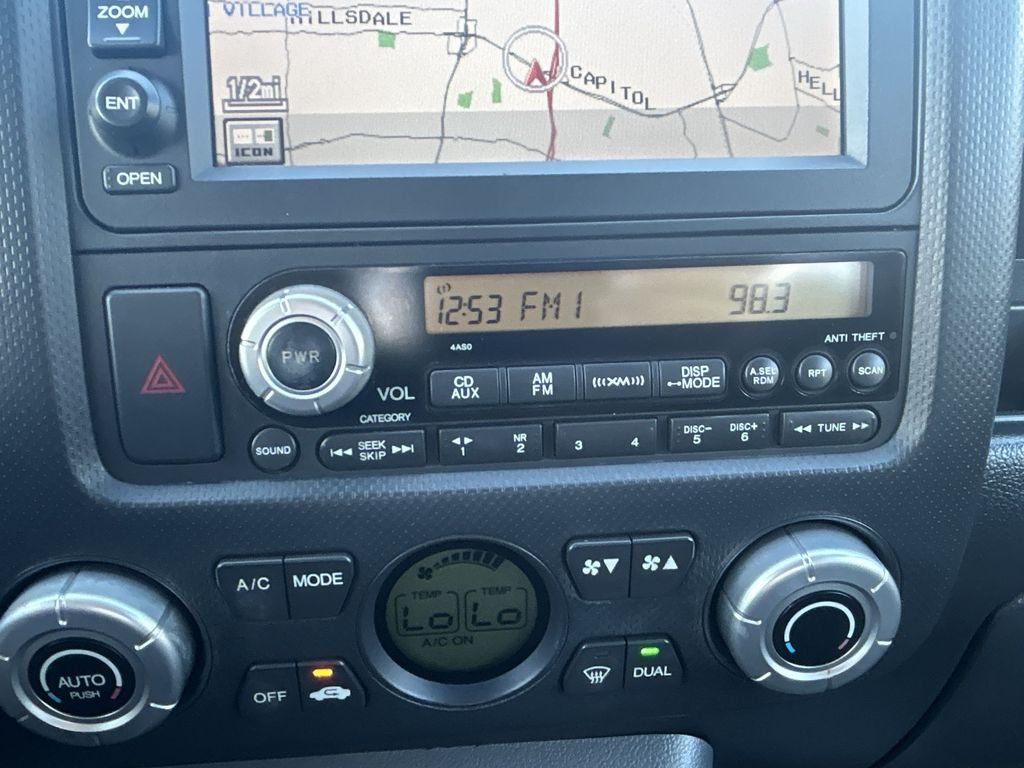 ZOOM
VILLAGE
HILLSDALE
ENT
1/2mi
CAPITOL
HELL
ICON
OPEN
12:53 FM1 98.3
4AS0
ANTI THEFT
PWR
VOL
CD AM (((XM))) DISP A.SEL RPT SCAN
AUX FM MODE RDM
CATEGORY
SOUND
SEEK NR DISC- DISC+ TUNE
SKIP 1 2 3 4 5 6
A/C MODE
TEMP TEMP
Lo Lo
A/C ON
AUTO
PUSH
OFF
DUAL